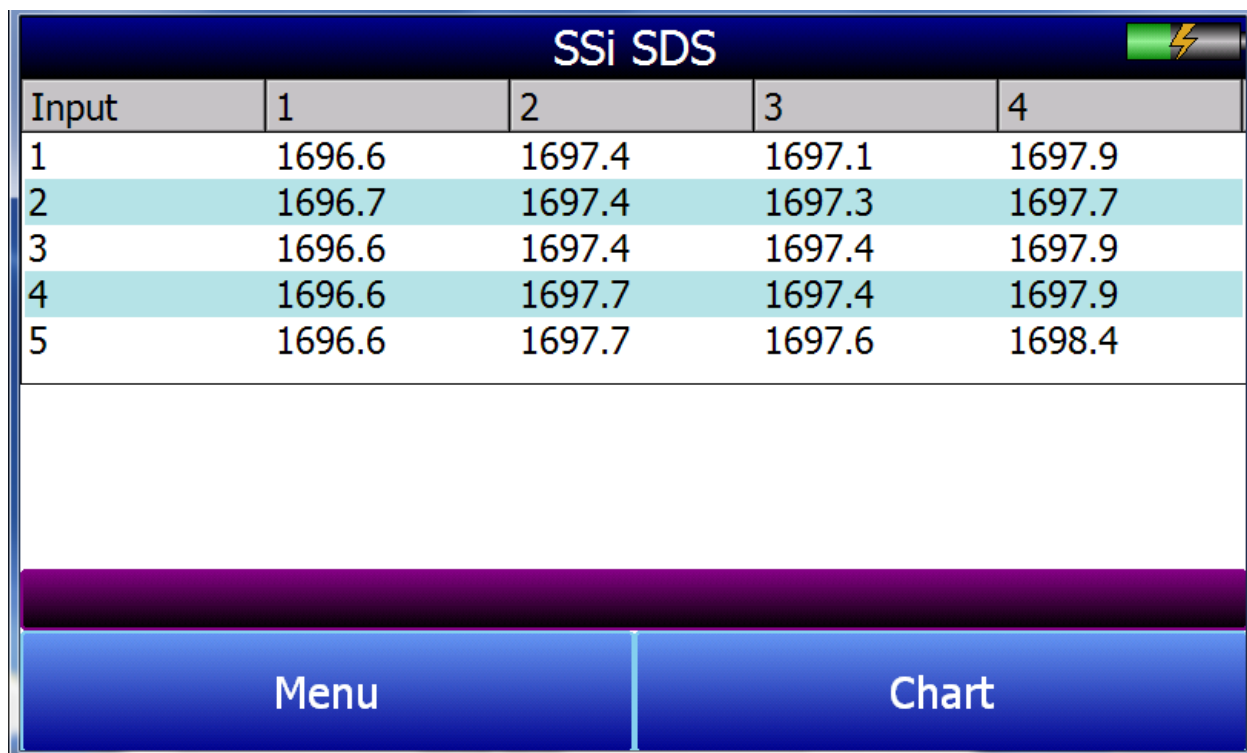 SSi SDS
Input 1 2 3 4
1 1696.6 1697.4 1697.1 1697.9
2 1696.7 1697.4 1697.3 1697.7
3 1696.6 1697.4 1697.4 1697.9
4 1696.6 1697.7 1697.4 1697.9
5 1696.6 1697.7 1697.6 1698.4
Menu Chart